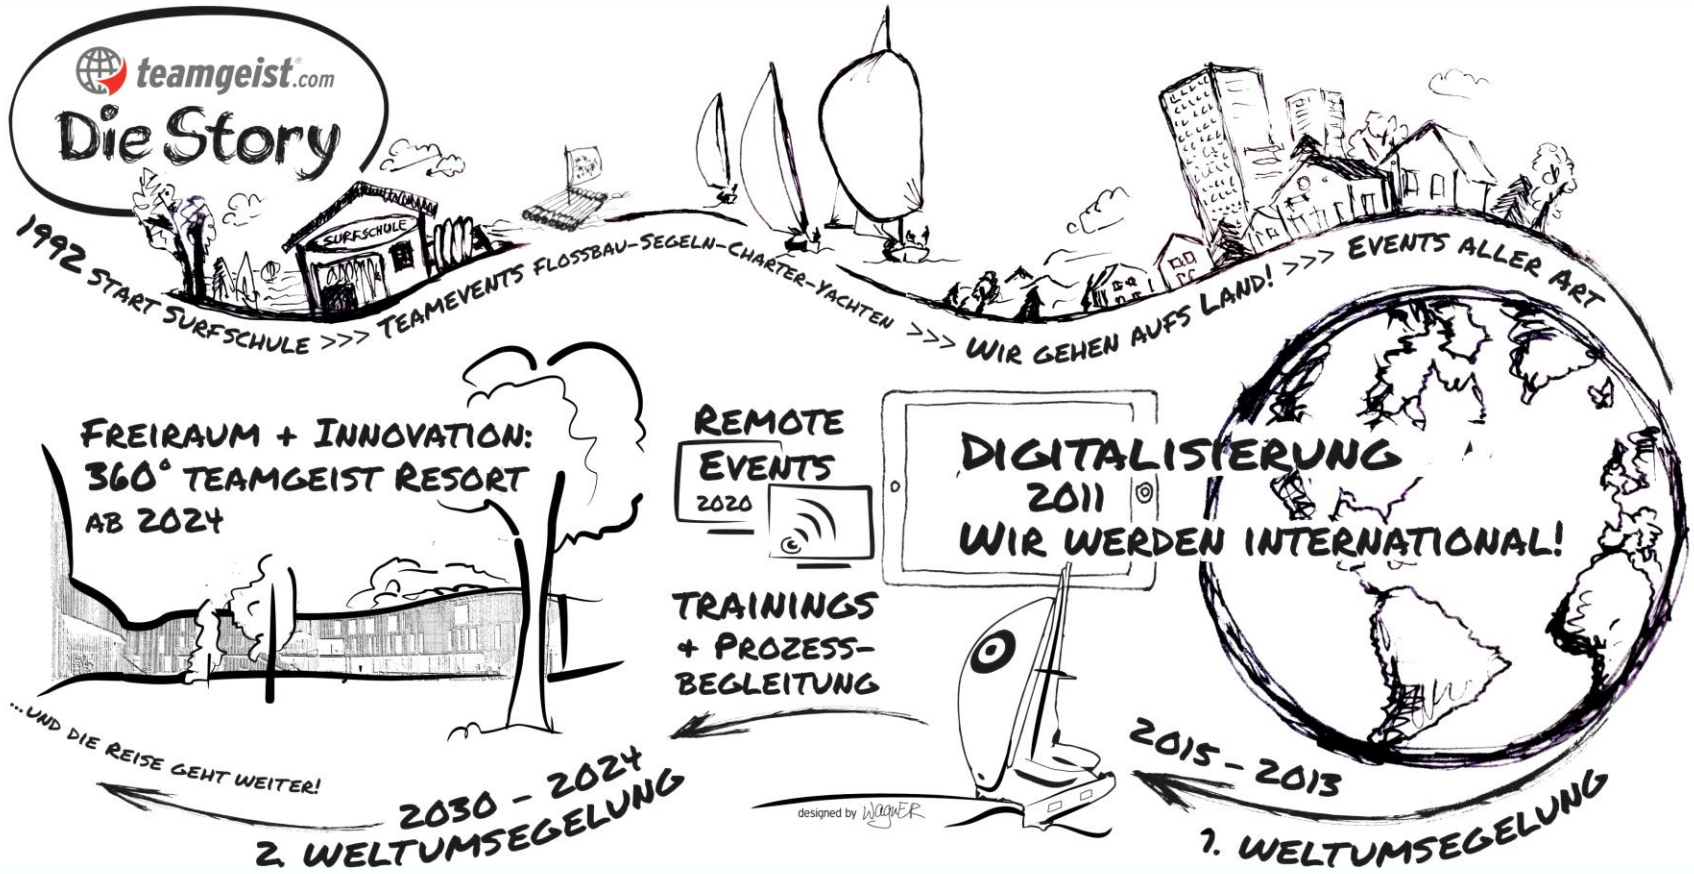 teamgeist.com
Die Story
SURFSCHULE
1992 START SURFSCHULE >>> TEAMEVENTS FLOSSBAU-SEGELN-CHARTER-YACHTEN >>> WIR GEHEN AUFS LAND! >>> EVENTS ALLER ART
DIGITALISIERUNG
2011
WIR WERDEN INTERNATIONAL!
2015 - 2013
1. WELTUMSEGELUNG
REMOTE
EVENTS
2020
TRAININGS
+ PROZESS-
BEGLEITUNG
designed by WagnER
FREIRAUM + INNOVATION:
360° TEAMGEIST RESORT
AB 2024
2030 - 2024
2. WELTUMSEGELUNG
...UND DIE REISE GEHT WEITER!